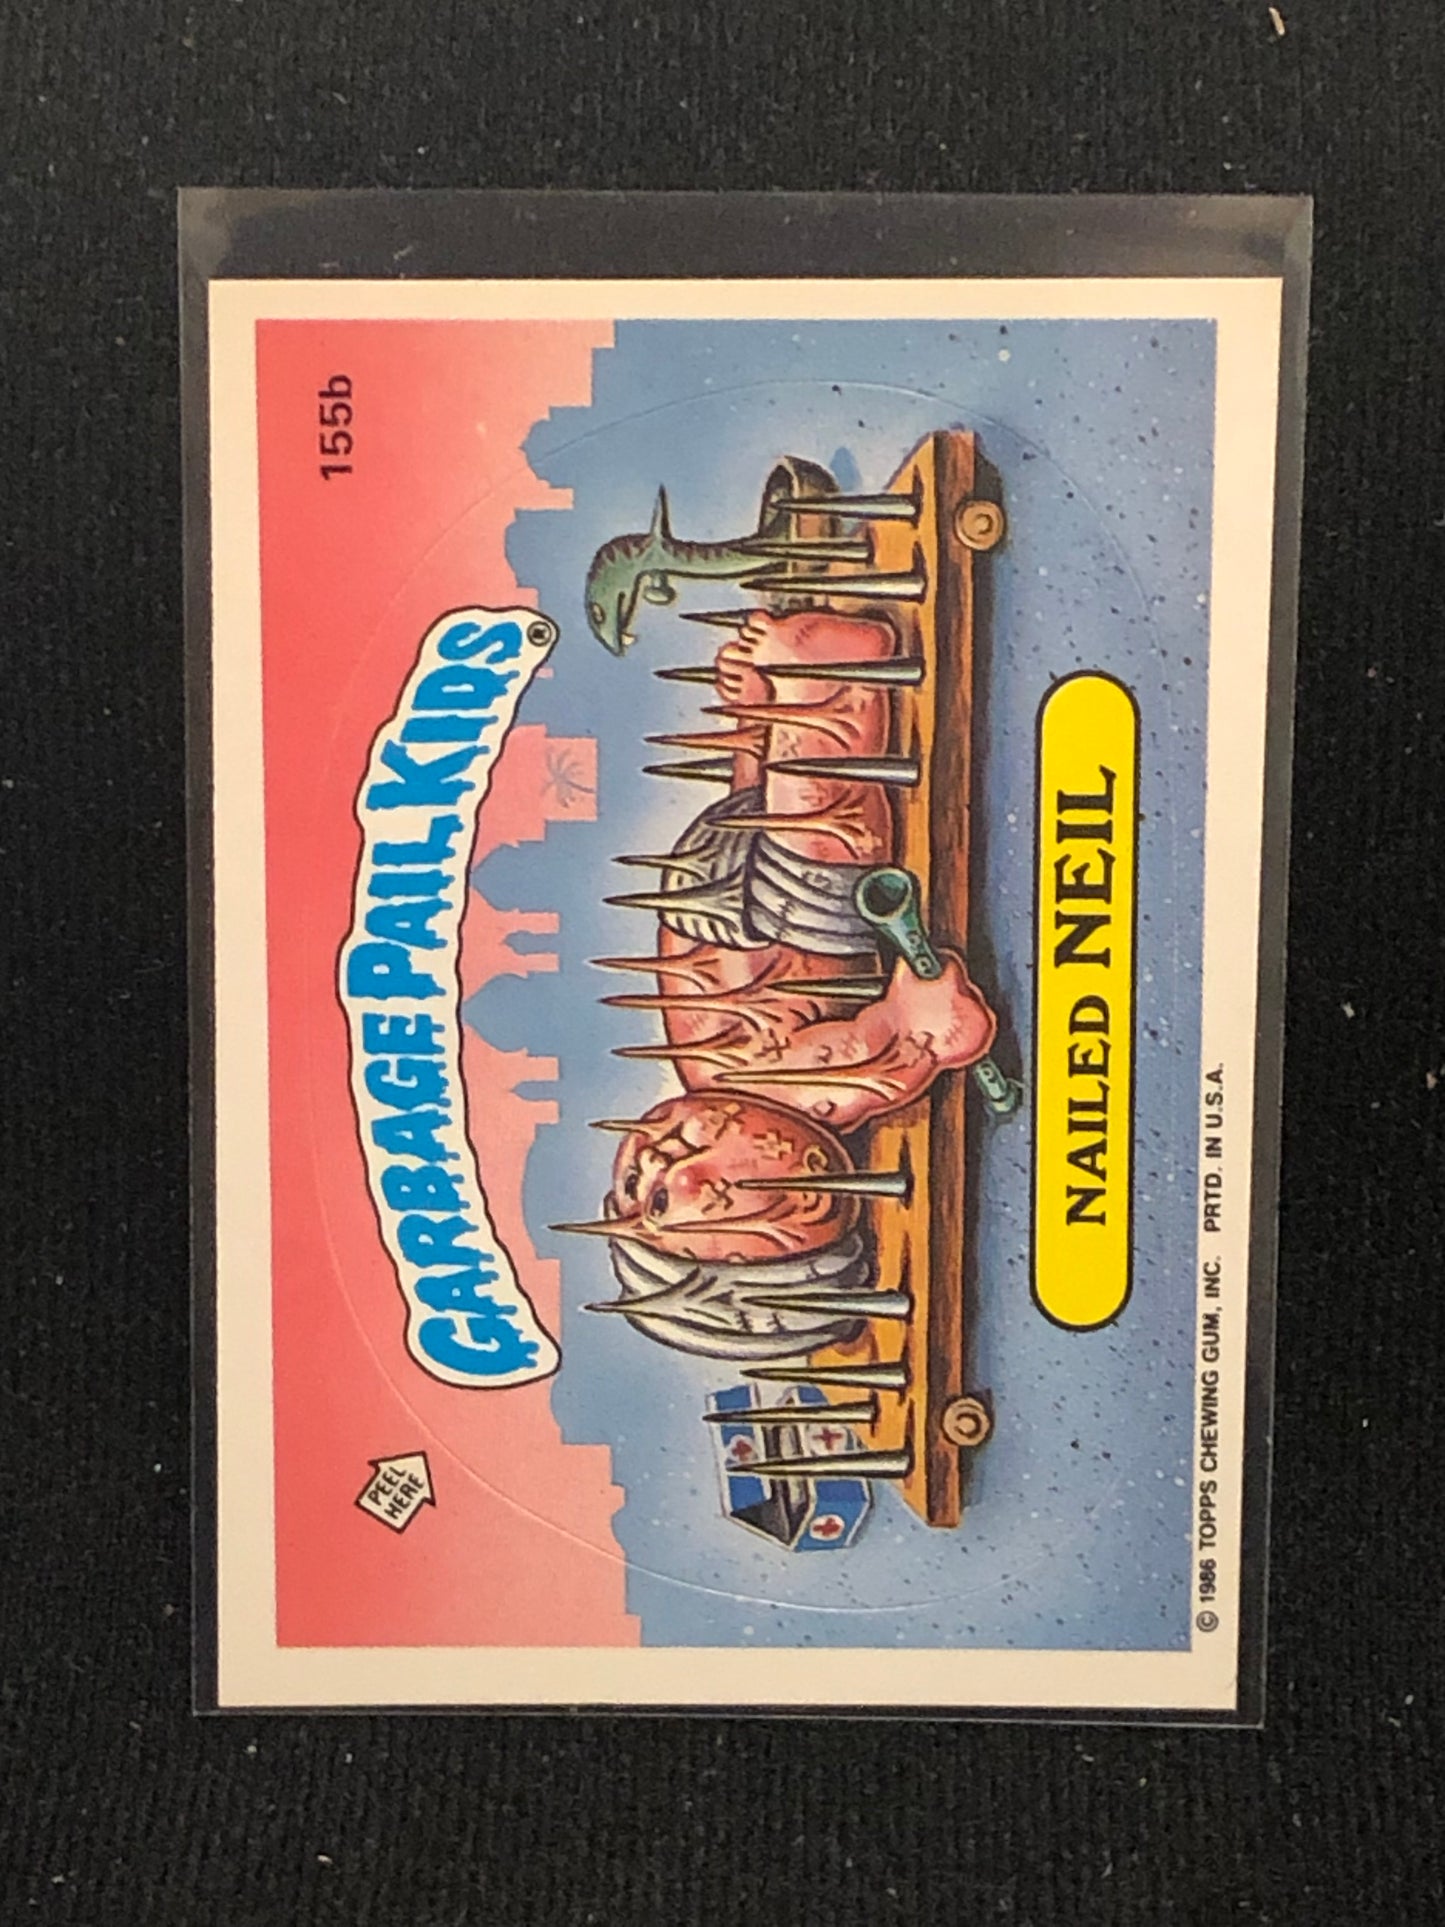 PEEL
HERE
GARBAGE PAIL KIDS
155b
NAILED NEIL
© 1986 TOPPS CHEWING GUM, INC. PRTD. IN U.S.A.